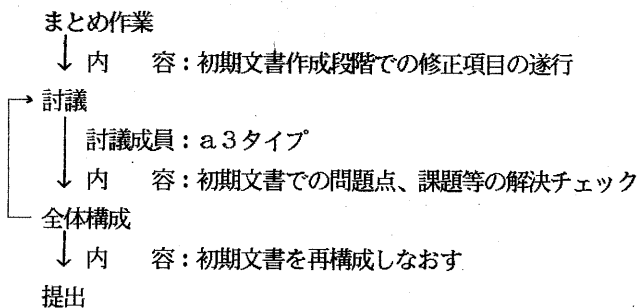 まとめ作業
↓ 内　　容：初期文書作成段階での修正項目の遂行
討議
討議成員：ａ３タイプ
↓ 内　　容：初期文書での問題点、課題等の解決チェック
全体構成
↓ 内　　容：初期文書を再構成しなおす
提出